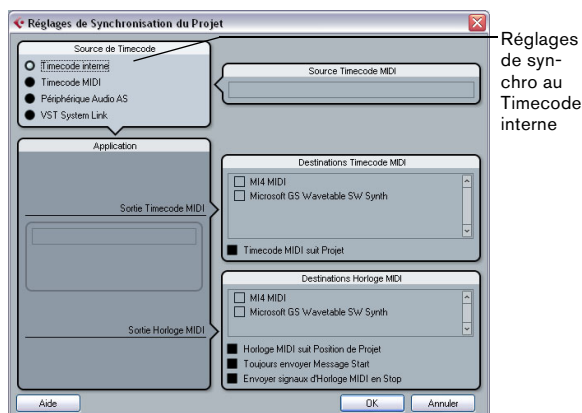 Réglages de Synchronisation du Projet
Source de Timecode
Timecode interne
Timecode MIDI
Périphérique Audio AS
VST System Link
Source Timecode MIDI
Réglages
de syn-
chro au
Timecode
interne
Application
Sortie Timecode MIDI
Sortie Horloge MIDI
Destinations Timecode MIDI
MI4 MIDI
Microsoft GS Wavetable SW Synth
Timecode MIDI suit Projet
Destinations Horloge MIDI
MI4 MIDI
Microsoft GS Wavetable SW Synth
Horloge MIDI suit Position de Projet
Toujours envoyer Message Start
Envoyer signaux d'Horloge MIDI en Stop
Aide
OK
Annuler